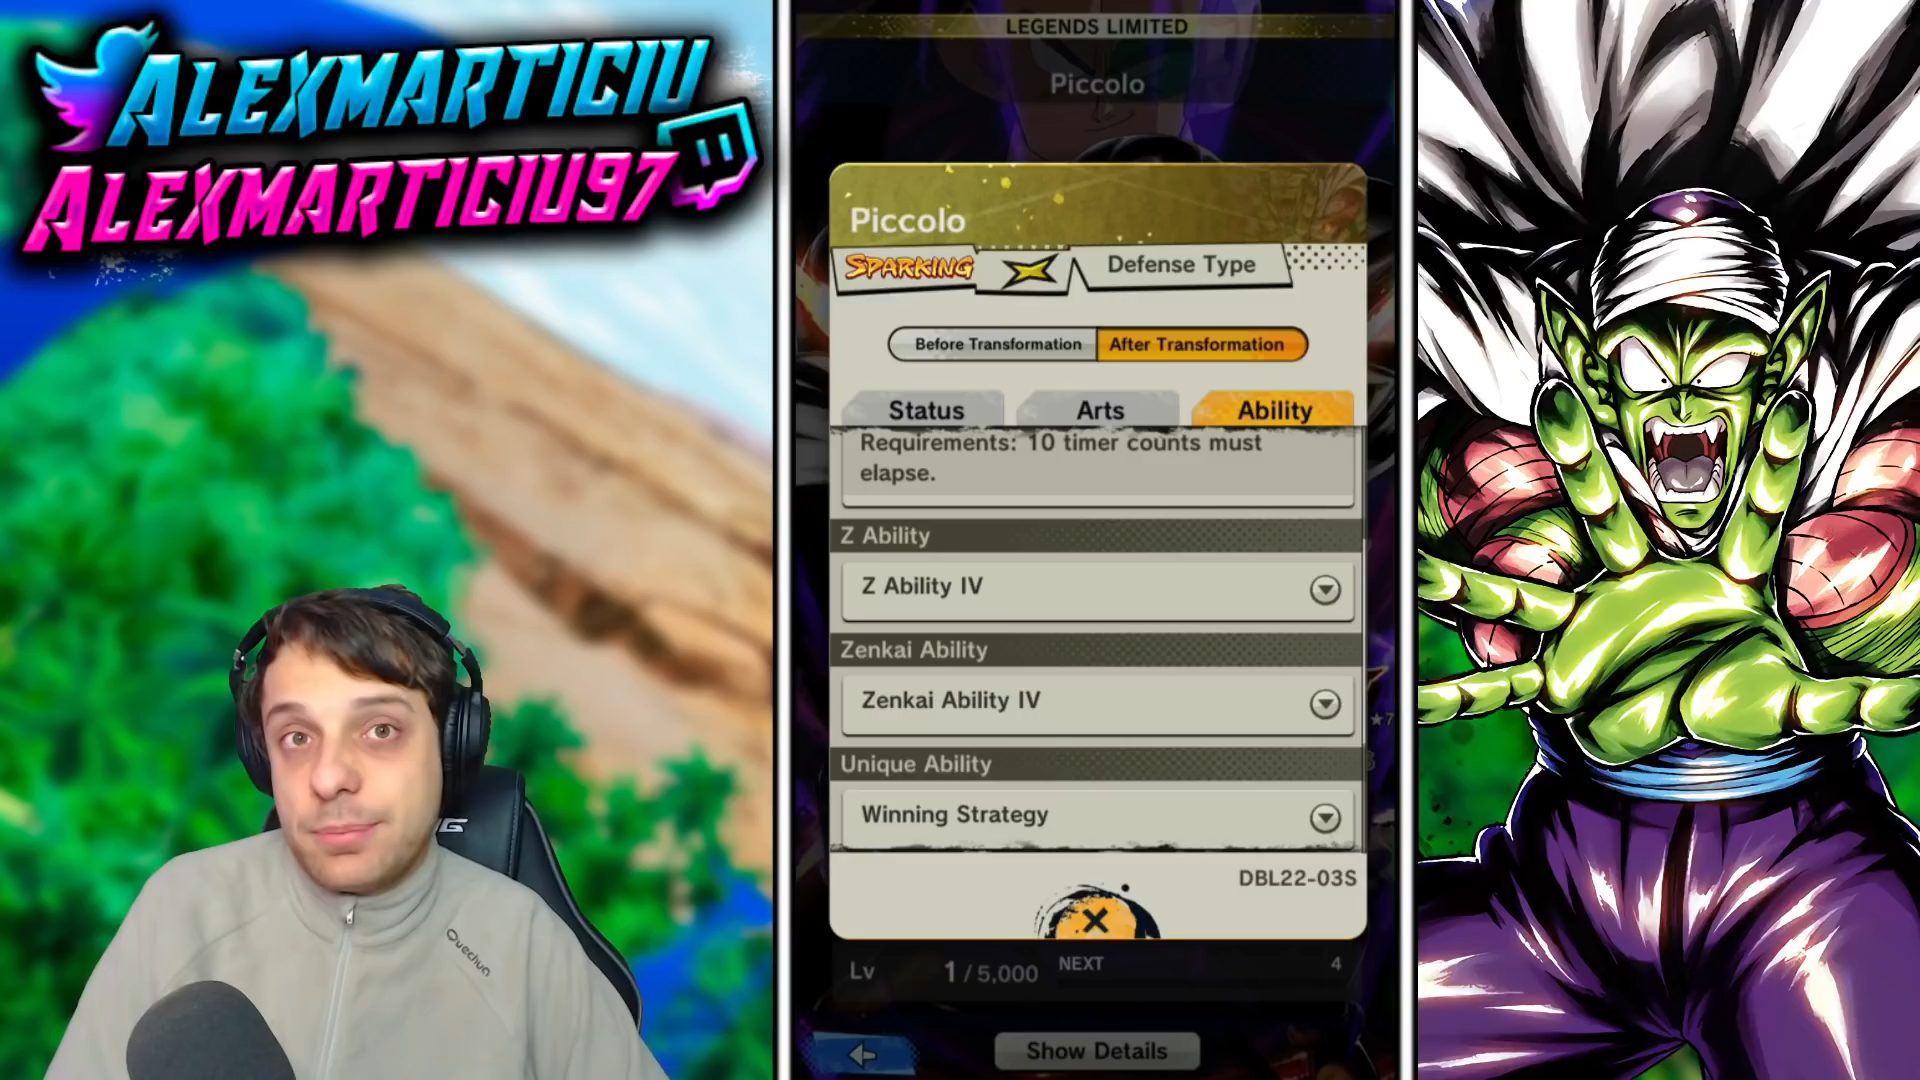 ALEXMARTICIU
ALEXMARTICIU97
LEGENDS LIMITED
Piccolo
Piccolo
SPARKING
Defense Type
Before Transformation
After Transformation
Status
Arts
Ability
Requirements: 10 timer counts must
elapse.
Z Ability
Z Ability IV
Zenkai Ability
Zenkai Ability IV
Unique Ability
Winning Strategy
DBL22-03S
Lv 1/5,000 NEXT 4
Show Details
★7
Quechua